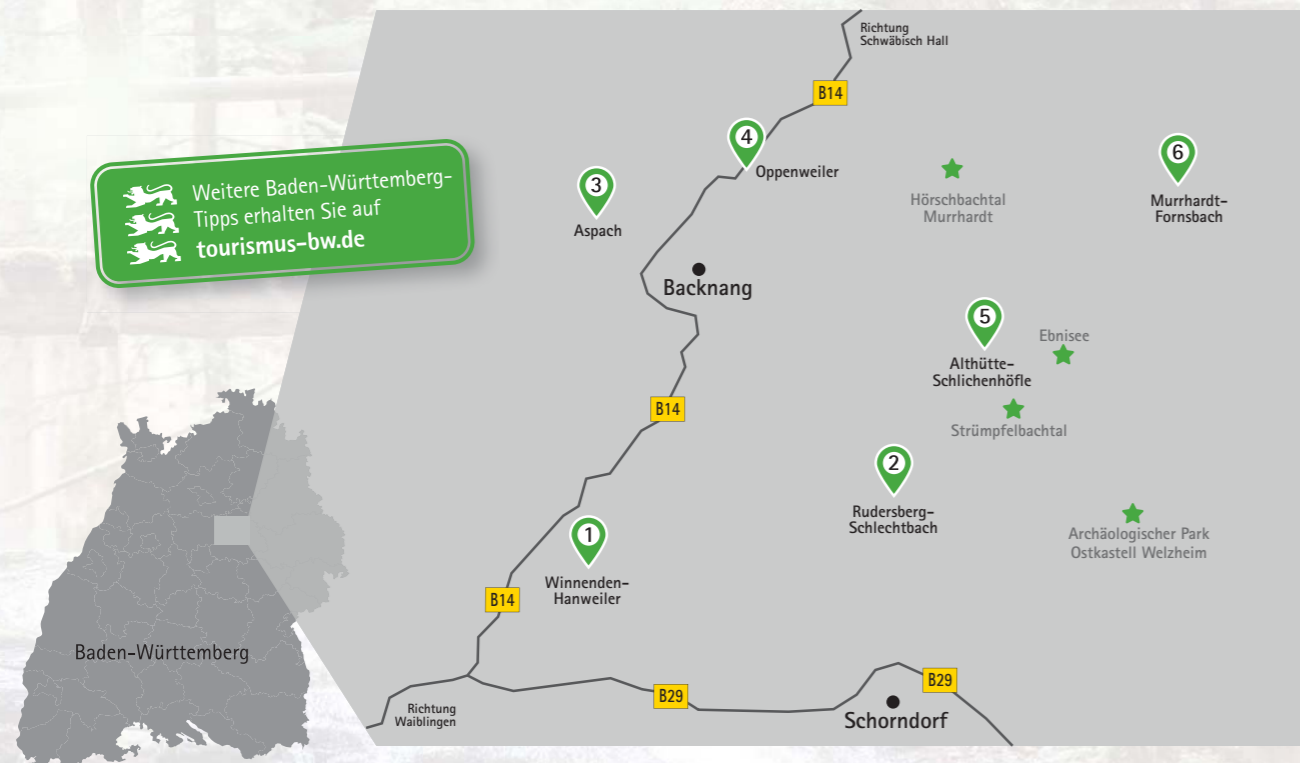 Richtung
Schwäbisch Hall
B14
4
Oppenweiler
3
Aspach
Hörschbachtal
Murrhardt
6
Murrhardt-
Fornsbach
Weitere Baden-Württemberg-
Tipps erhalten Sie auf
tourismus-bw.de
Backnang
5
Althütte-
Schlichenhöfle
Ebnisee
B14
Strümpfelbachtal
2
Rudersberg-
Schlechtbach
Archäologischer Park
Ostkastell Welzheim
1
Winnenden-
Hanweiler
B14
Baden-Württemberg
Richtung
Waiblingen
B29
B29
Schorndorf